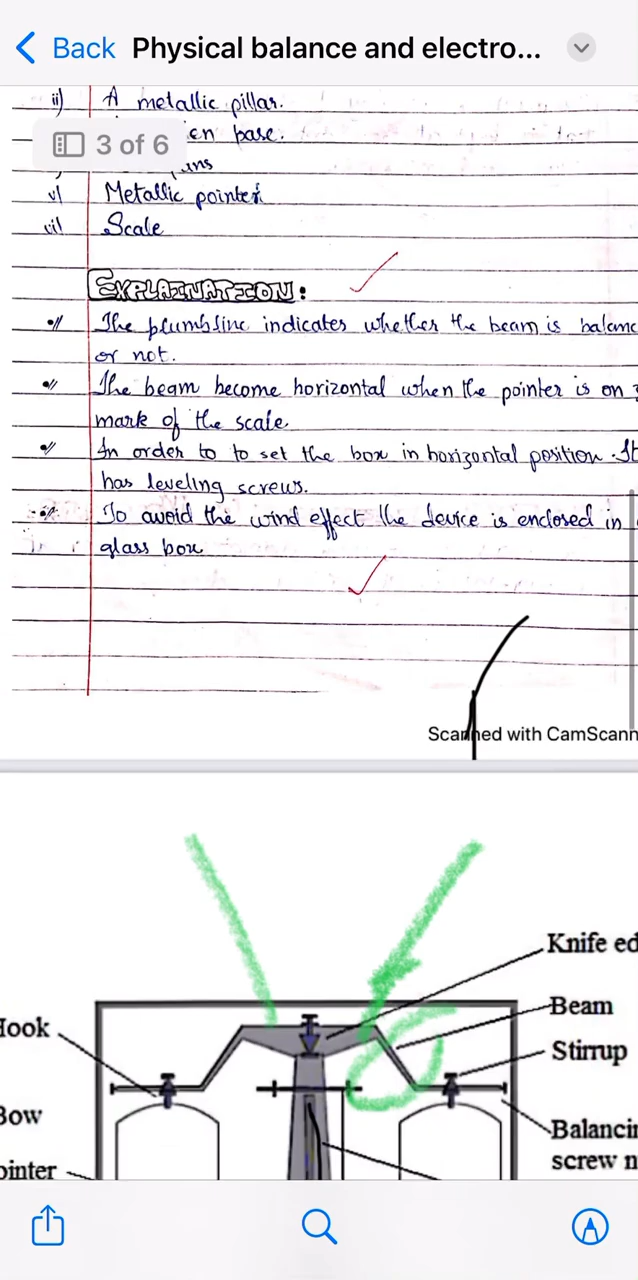 Back Physical balance and electro...
ii) A metallic pillar.
3 of 6 en base.
ns
v) Metallic pointer
vi) Scale
EXPLAINATION:
The plumbline indicates whether the beam is balanc
or not.
The beam become horizontal when the pointer is on
mark of the scale
In order to to set the box in horizontal position. It
has leveling screws.
To avoid the wind effect the device is enclosed in
glass box
Scanned with CamScann
Knife ed
Hook
Beam
Stirrup
Bow
Balancin
screw n
ointer